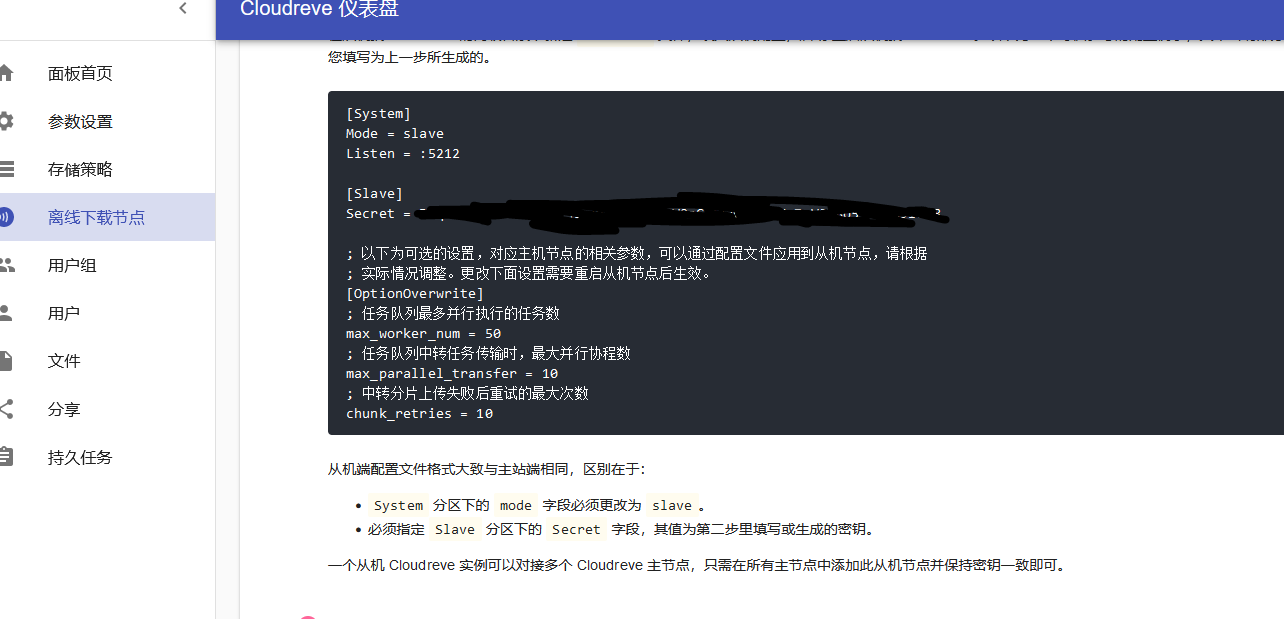 Cloudreve 仪表盘
面板首页
参数设置
存储策略
离线下载节点
用户组
用户
文件
分享
持久任务
您填写为上一步所生成的。
[System]
Mode = slave
Listen = :5212
[Slave]
Secret =
; 以下为可选的设置，对应主机节点的相关参数，可以通过配置文件应用到从机节点，请根据
; 实际情况调整。更改下面设置需要重启从机节点后生效。
[OptionOverwrite]
; 任务队列最多并行执行的任务数
max_worker_num = 50
; 任务队列中转任务传输时，最大并行协程数
max_parallel_transfer = 10
; 中转分片上传失败后重试的最大次数
chunk_retries = 10
从机端配置文件格式大致与主站端相同，区别在于：
• System 分区下的 mode 字段必须更改为 slave 。
• 必须指定 Slave 分区下的 Secret 字段，其值为第二步里填写或生成的密钥。
一个从机 Cloudreve 实例可以对接多个 Cloudreve 主节点，只需在所有主节点中添加此从机节点并保持密钥一致即可。